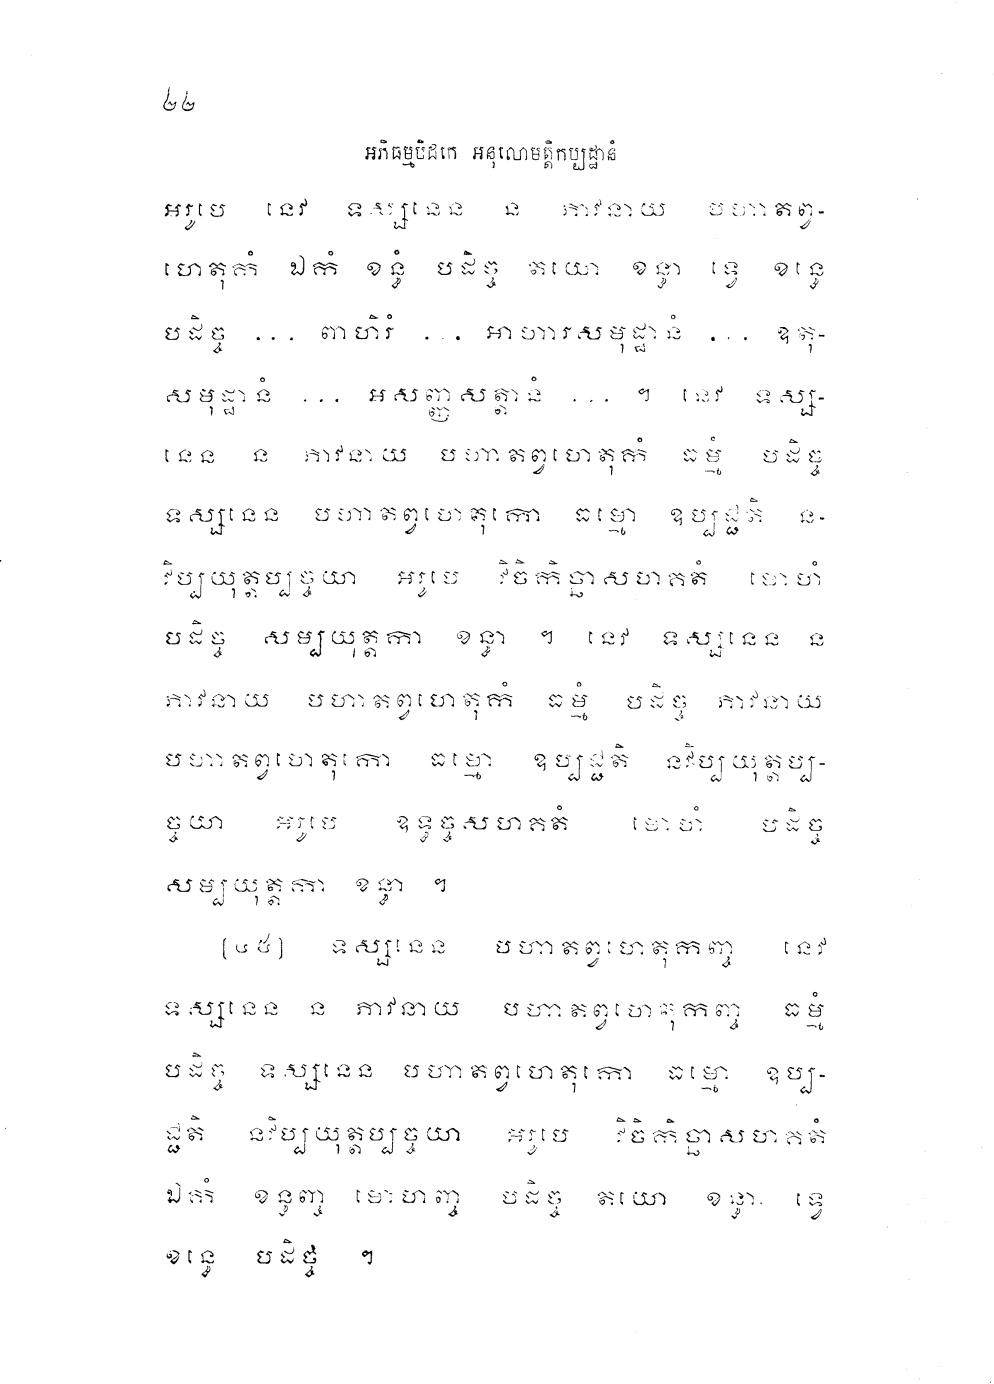 ៤៤
អភិធម្មបិដកេ អនុលោមត្តិកប្បដ្ឋានំ
អរូបេ នេវ ទស្សនេន ន ភាវនាយ បហាតព្វ-
ហេតុកំ ឯកំ ខន្ធំ បដិច្ច តយោ ខន្ធា ទ្វេ ខន្ធេ
បដិច្ច ... ពាហិរំ ... អាហារសមុដ្ឋានំ ... ឧតុ-
សមុដ្ឋានំ ... អសញ្ញសត្តានំ ... ។ នេវ ទស្ស-
នេន ន ភាវនាយ បហាតព្វហេតុកំ ធម្មំ បដិច្ច
ទស្សនេន បហាតព្វហេតុកោ ធម្មោ ឧប្បជ្ជតិ ន-
វិប្បយុត្តប្បច្ចយា អរូបេ វិចិកិច្ឆាសហគតំ មោហំ
បដិច្ច សម្បយុត្តកា ខន្ធា ។ នេវ ទស្សនេន ន
ភាវនាយ បហាតព្វហេតុកំ ធម្មំ បដិច្ច ភាវនាយ
បហាតព្វហេតុកោ ធម្មោ ឧប្បជ្ជតិ នវិប្បយុត្តប្ប-
ច្ចយា អរូបេ ឧទ្ធច្ចសហគតំ មោហំ បដិច្ច
សម្បយុត្តកា ខន្ធា ។
[៤៥] ទស្សនេន បហាតព្វហេតុកញ្ច នេវ
ទស្សនេន ន ភាវនាយ បហាតព្វហេតុកញ្ច ធម្មំ
បដិច្ច ទស្សនេន បហាតព្វហេតុកោ ធម្មោ ឧប្ប-
ជ្ជតិ នវិប្បយុត្តប្បច្ចយា អរូបេ វិចិកិច្ឆាសហគតំ
ឯកំ ខន្ធញ្ច មោហញ្ច បដិច្ច តយោ ខន្ធា ទ្វេ
ខន្ធេ បដិច្ច ។